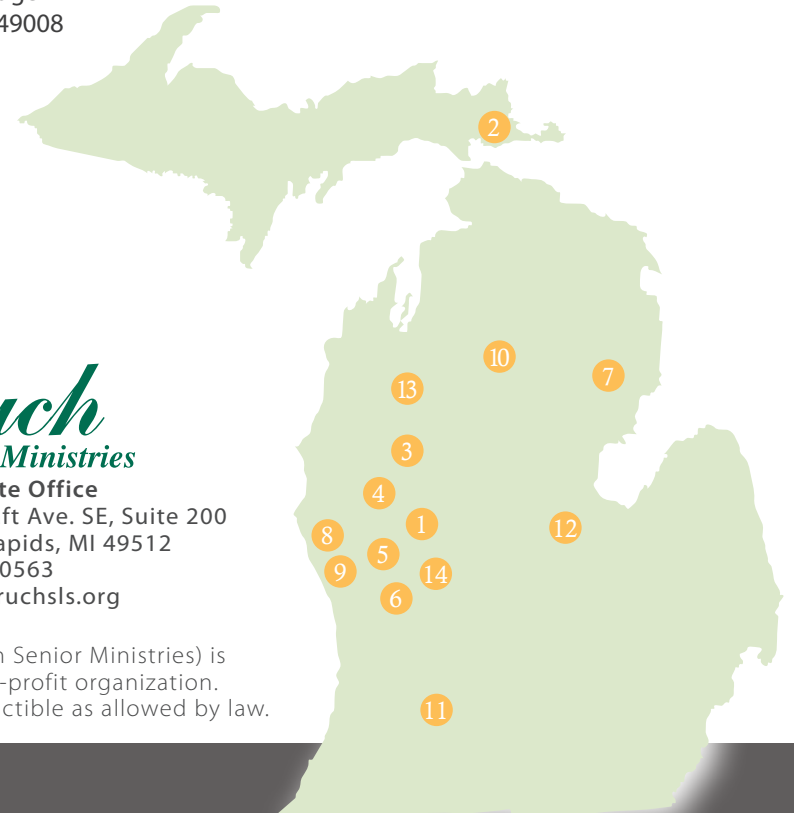 49008
uch
Ministries
te Office
ft Ave. SE, Suite 200
apids, MI 49512
0563
ruchsls.org
n Senior Ministries) is
-profit organization.
ctible as allowed by law.
2
10
7
13
3
4
1
8
12
5
9
14
6
11